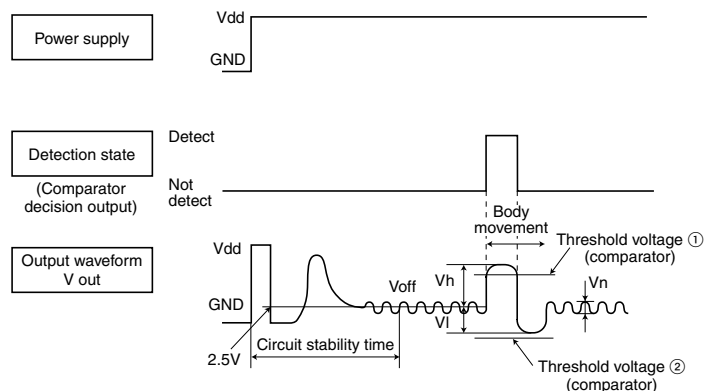 Power supply
Vdd
GND
Detection state
(Comparator
decision output)
Detect
Not
detect
Body
movement
Output waveform
V out
Vdd
GND
2.5V
Circuit stability time
Voff
Vh
Vl
Threshold voltage ①
(comparator)
Vn
Threshold voltage ②
(comparator)